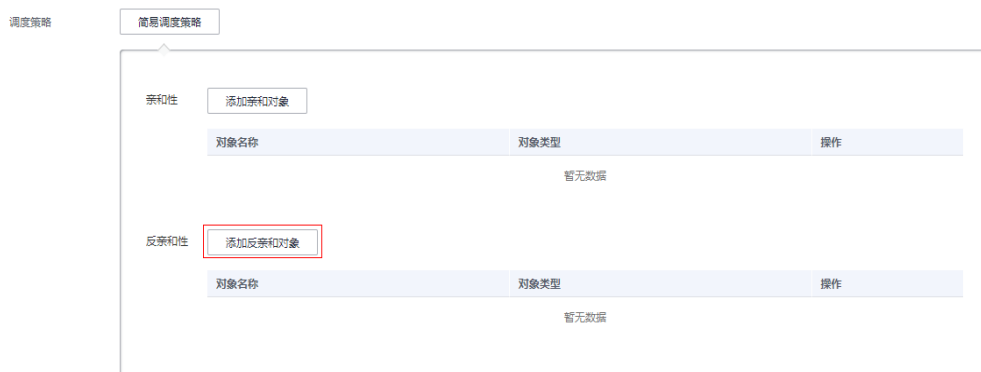 调度策略 简易调度策略
亲和性 添加亲和对象
对象名称 对象类型 操作
暂无数据
反亲和性 添加反亲和对象
对象名称 对象类型 操作
暂无数据